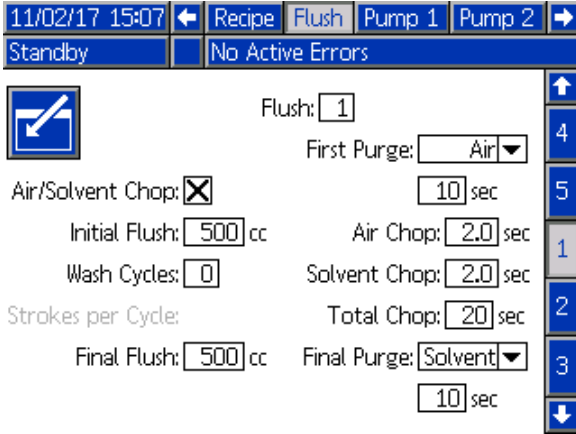 11/02/17 15:07 Recipe Flush Pump 1 Pump 2
Standby No Active Errors
Flush: 1
First Purge: Air
Air/Solvent Chop: 10 sec
Initial Flush: 500 cc Air Chop: 2.0 sec
Wash Cycles: 0 Solvent Chop: 2.0 sec
Strokes per Cycle: Total Chop: 20 sec
Final Flush: 500 cc Final Purge: Solvent
10 sec
4
5
1
2
3